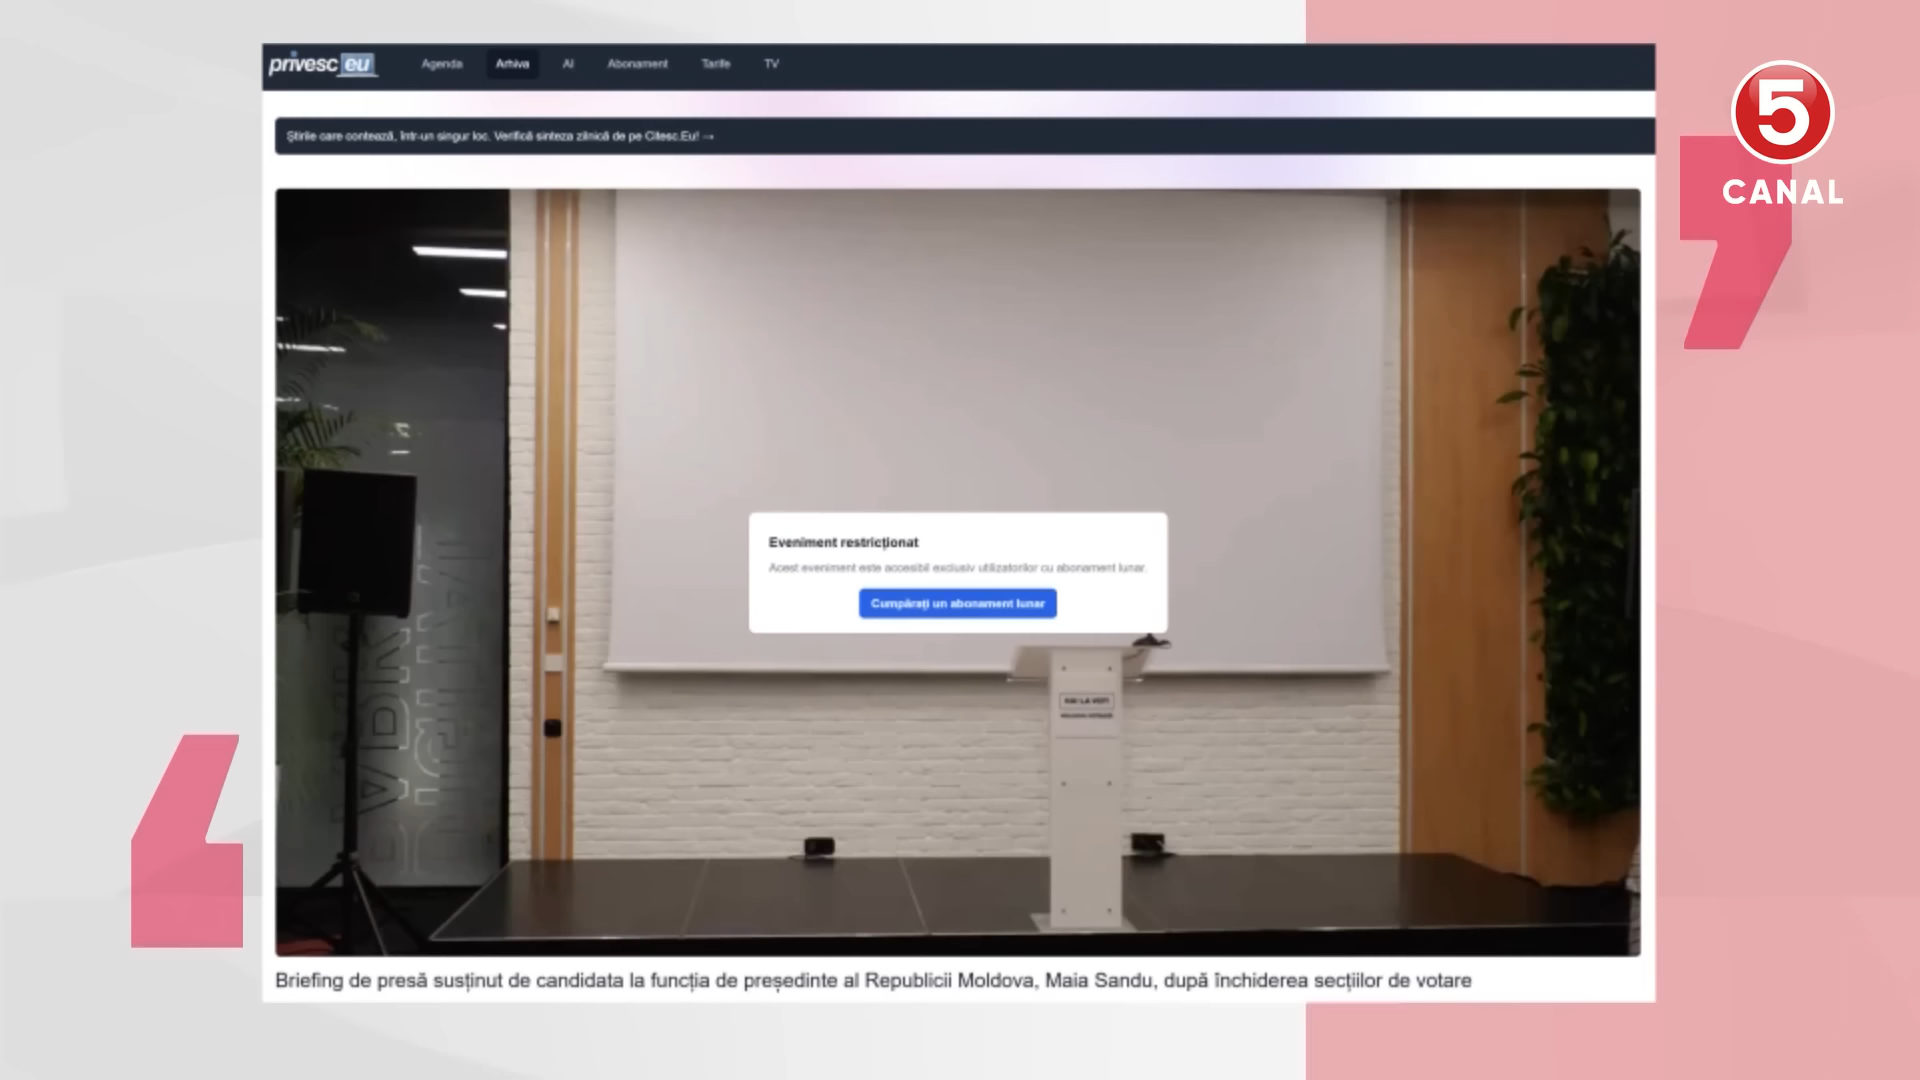 privesc eu
Agenda Arhiva AI Abonament Tarife TV
5
CANAL
Știrile care contează, într-un singur loc. Verifică sinteza zilnică de pe Citesc.Eu! →
Eveniment restricționat
Acest eveniment este accesibil exclusiv utilizatorilor cu abonament lunar.
Cumpărați un abonament lunar
HAI LA VOT!
Briefing de presă susținut de candidata la funcția de președinte al Republicii Moldova, Maia Sandu, după închiderea secțiilor de votare